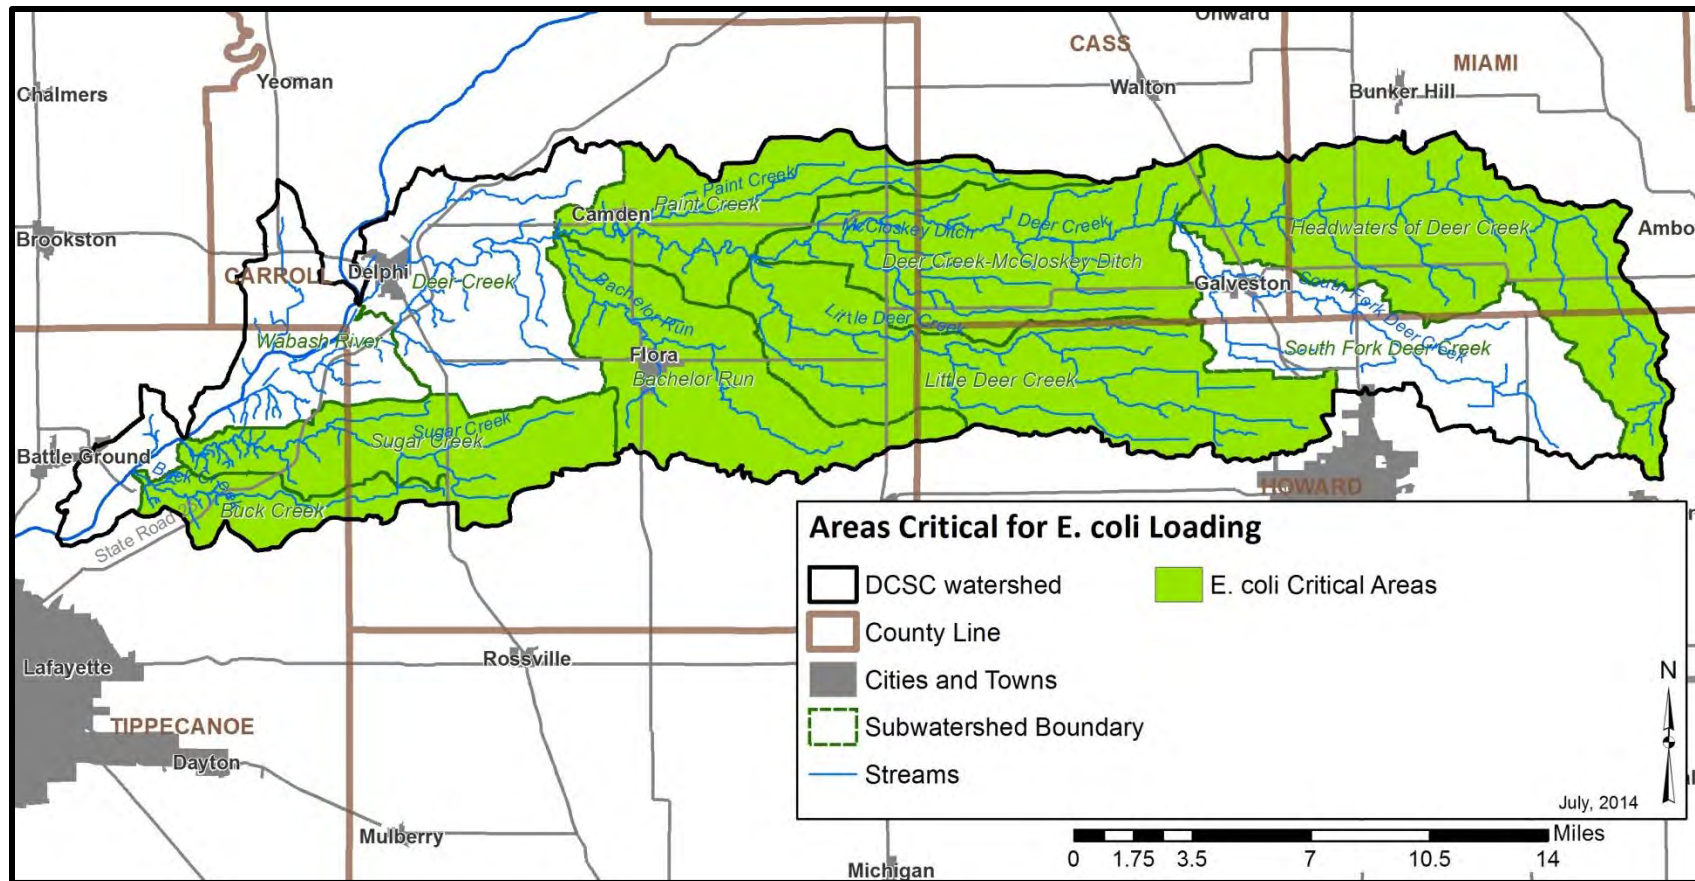 Onward
CASS
MIAMI
Yeoman
Chalmers
Walton
Bunker Hill
Paint Creek
Paint Creek
Camden
Brookston
McCloskey Ditch
Deer Creek
Headwaters of Deer Creek
Ambo
CARROLL
Delphi
Deer Creek
Deer Creek-McCloskey Ditch
Galveston
South Fork Deer Creek
Bachelor Run
Little Deer Creek
Wabash River
Flora
South Fork Deer Creek
Bachelor Run
Little Deer Creek
Sugar Creek
Sugar Creek
Battle Ground
Buck Creek
Buck Creek
State Road
HOWARD
Areas Critical for E. coli Loading
DCSC watershed
E. coli Critical Areas
County Line
Cities and Towns
Subwatershed Boundary
Streams
July, 2014
N
Lafayette
Rossville
TIPPECANOE
Dayton
Mulberry
Michigan
Miles
0 1.75 3.5 7 10.5 14